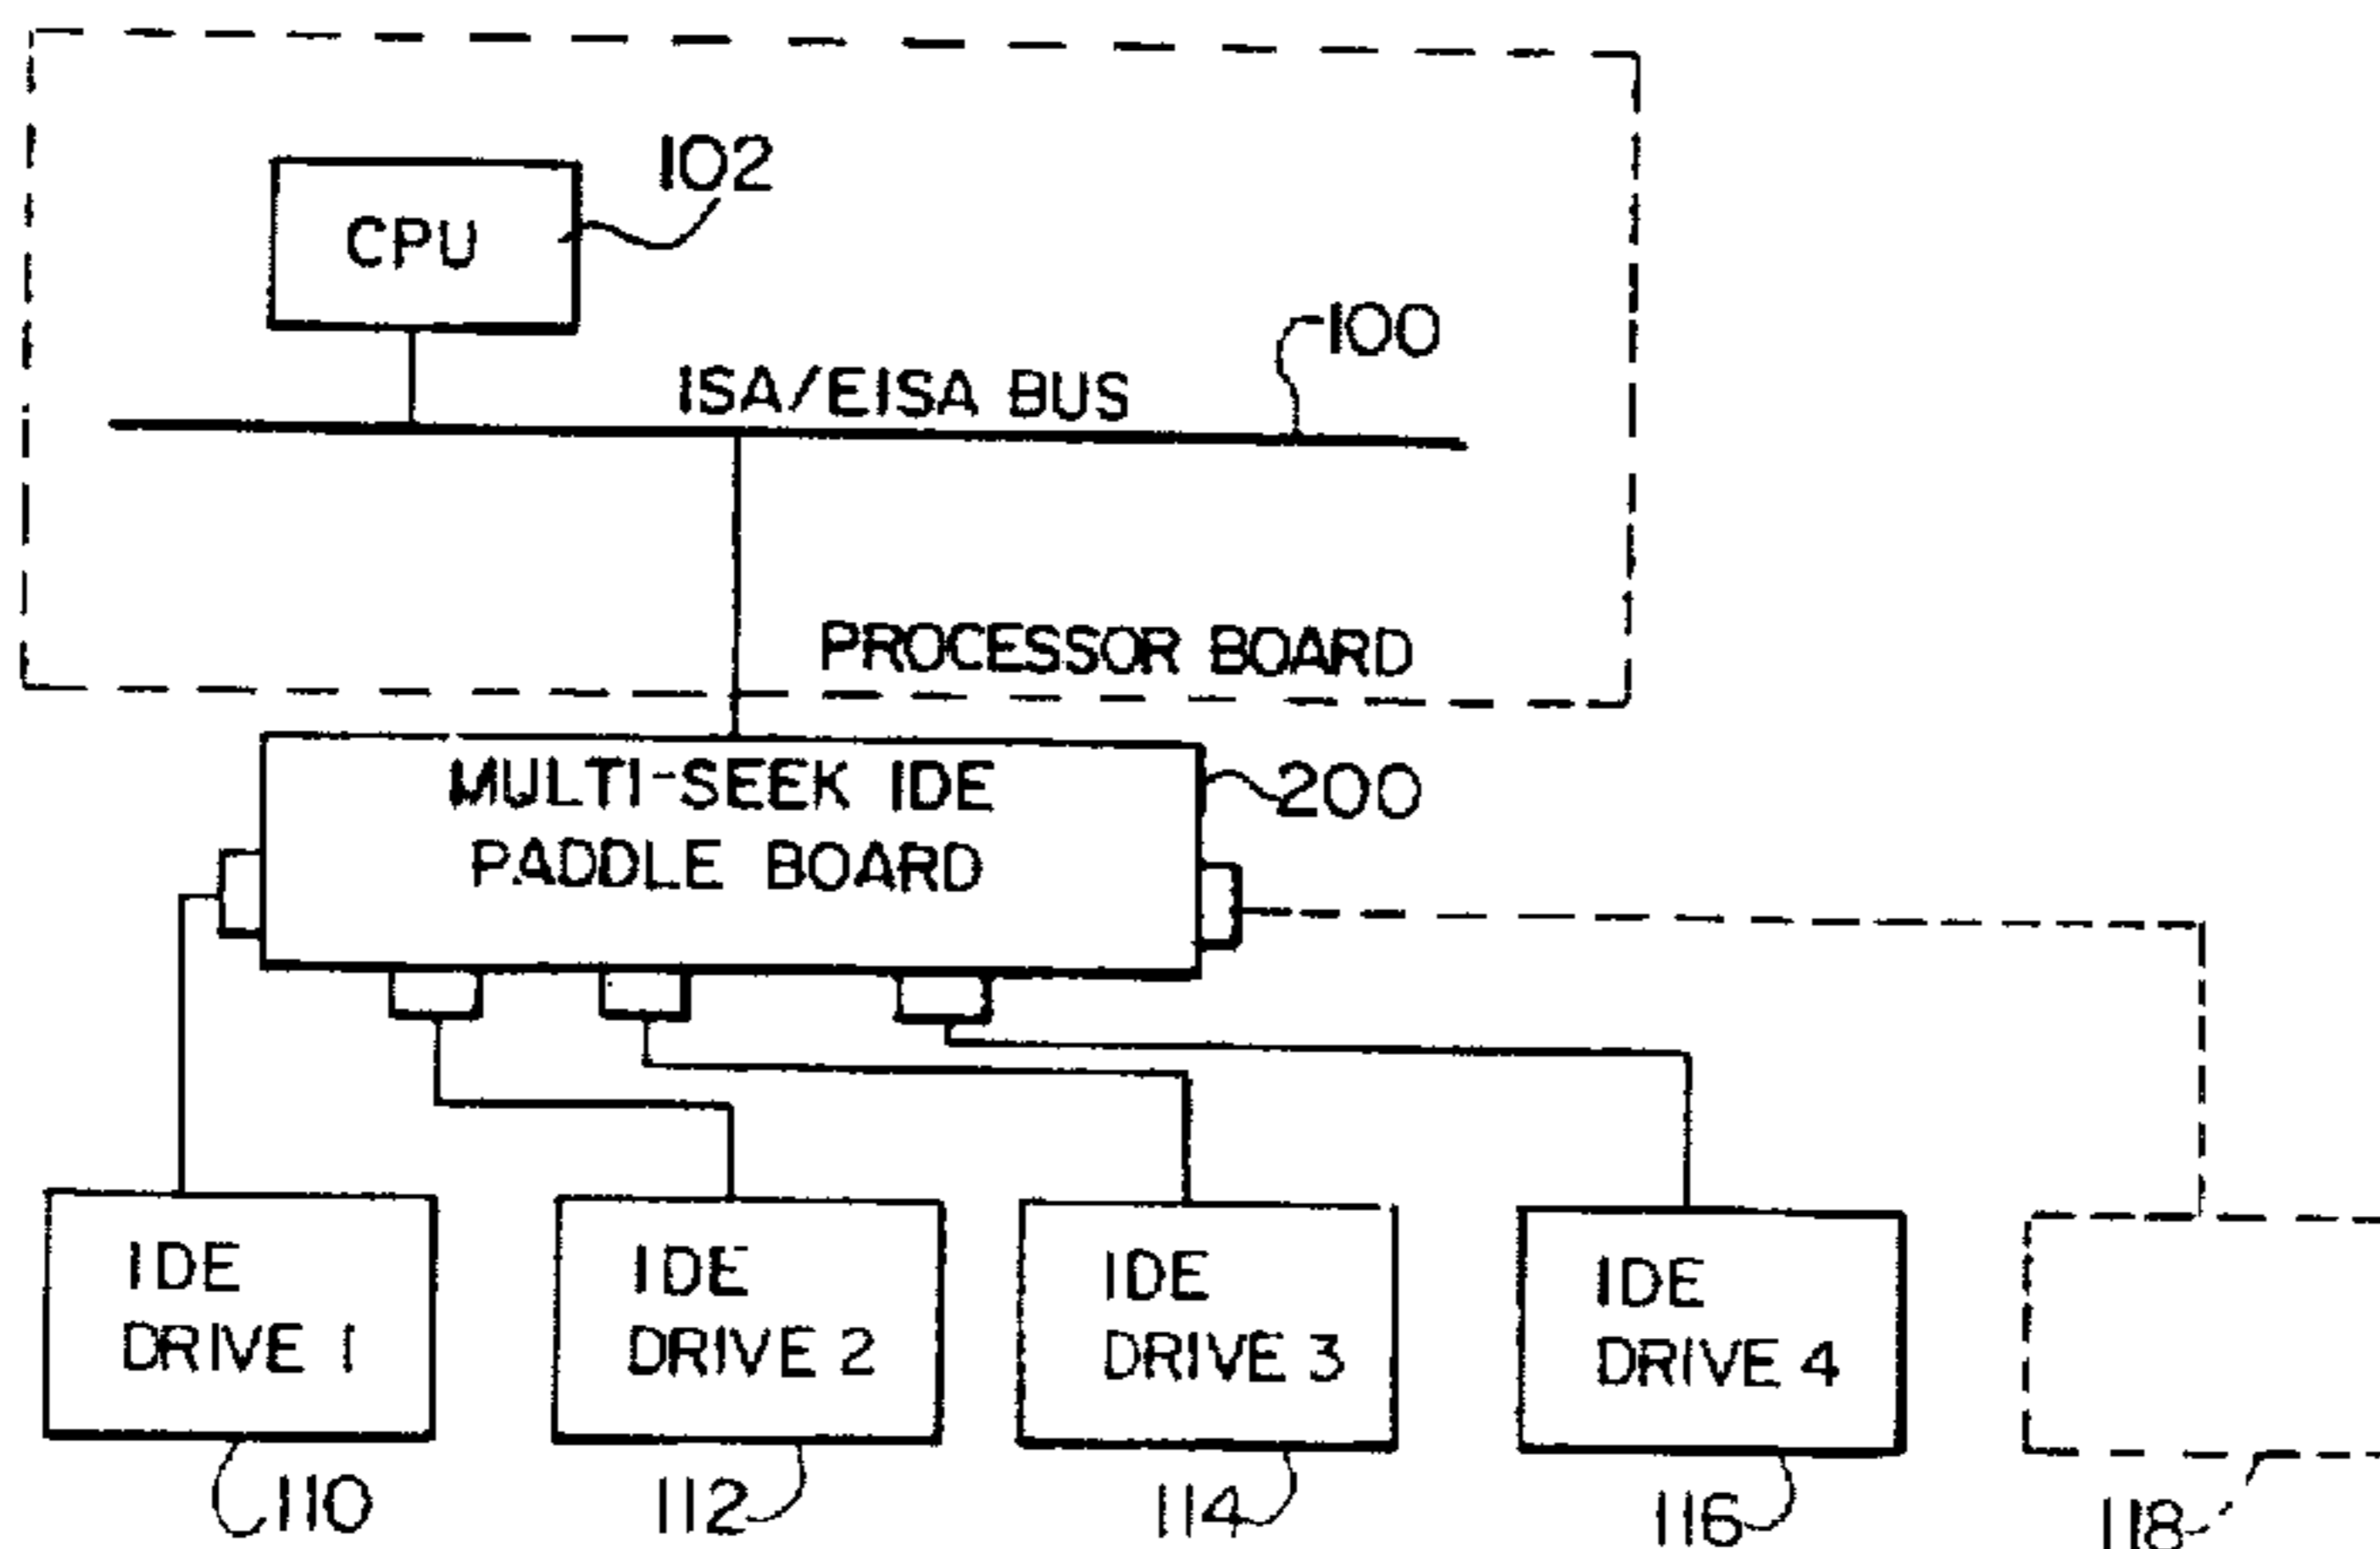 102
CPU
100
ISA/EISA BUS
PROCESSOR BOARD
MULTI-SEEK IDE
PADDLE BOARD
200
IDE
DRIVE 1
IDE
DRIVE 2
IDE
DRIVE 3
IDE
DRIVE 4
110
112
114
116
118